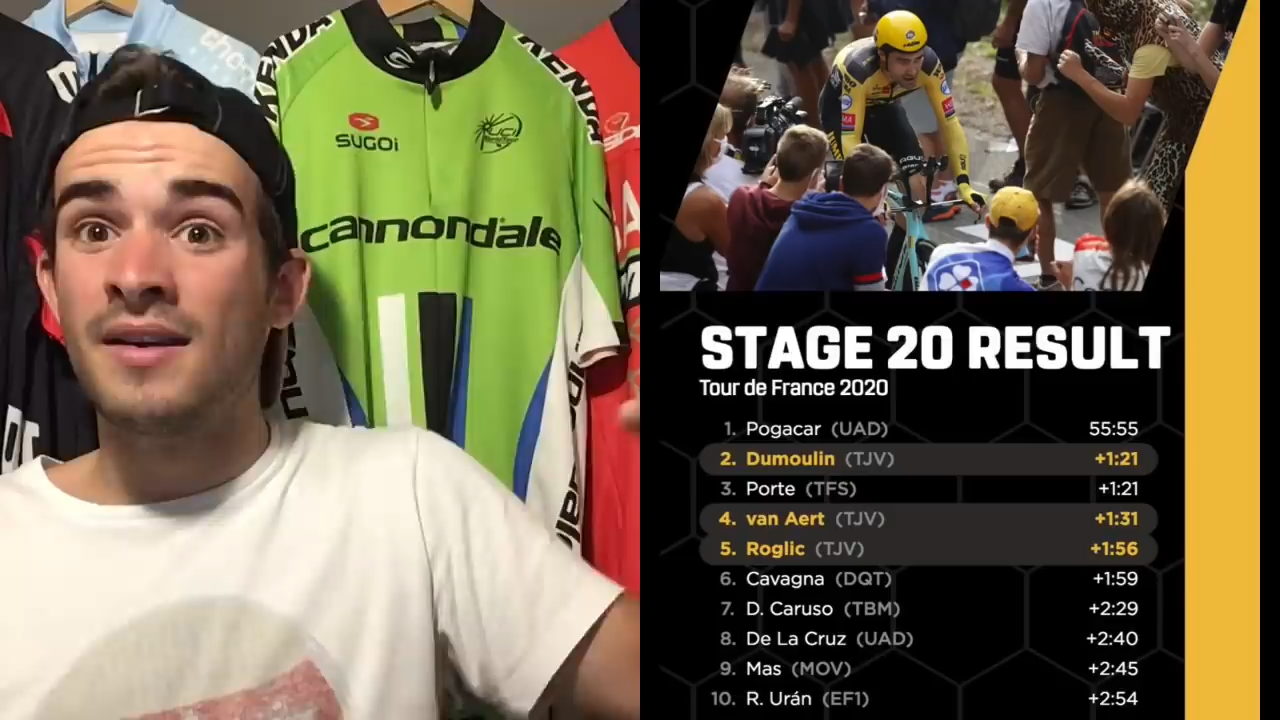 KENDA
KENDA
SUGOi
UCI
cannondale
STAGE 20 RESULT
Tour de France 2020
1. Pogacar (UAD) 55:55
2. Dumoulin (TJV) +1:21
3. Porte (TFS) +1:21
4. van Aert (TJV) +1:31
5. Roglic (TJV) +1:56
6. Cavagna (DQT) +1:59
7. D. Caruso (TBM) +2:29
8. De La Cruz (UAD) +2:40
9. Mas (MOV) +2:45
10. R. Urán (EF1) +2:54